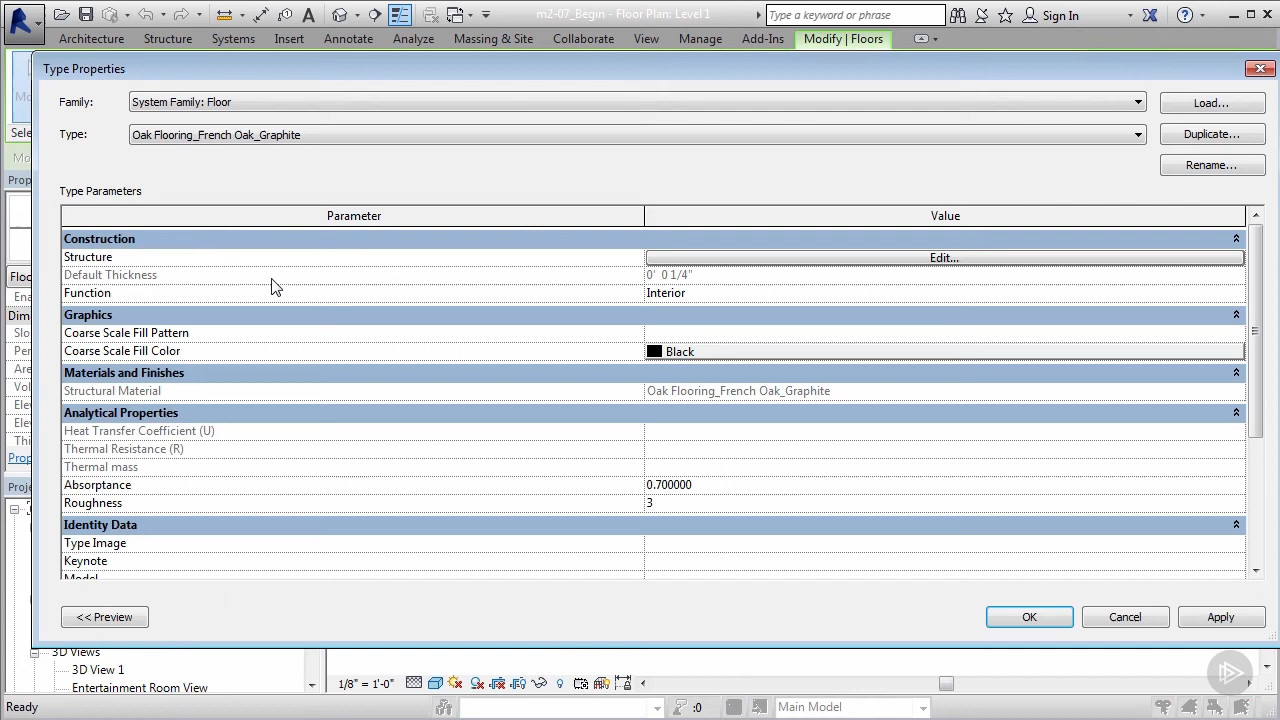 m2-07_Begin - Floor Plan: Level 1
Type a keyword or phrase
Sign In
Architecture Structure Systems Insert Annotate Analyze Massing & Site Collaborate View Manage Add-Ins Modify | Floors
Type Properties
Family: System Family: Floor Load...
Type: Oak Flooring_French Oak_Graphite Duplicate...
Rename...
Type Parameters
Parameter Value
Construction
Structure Edit...
Default Thickness 0' 0 1/4"
Function Interior
Graphics
Coarse Scale Fill Pattern
Coarse Scale Fill Color Black
Materials and Finishes
Structural Material Oak Flooring_French Oak_Graphite
Analytical Properties
Heat Transfer Coefficient (U)
Thermal Resistance (R)
Thermal mass
Absorptance 0.700000
Roughness 3
Identity Data
Type Image
Keynote
Model
<< Preview OK Cancel Apply
3D Views
3D View 1
Entertainment Room View
1/8" = 1'-0"
Ready :0 Main Model